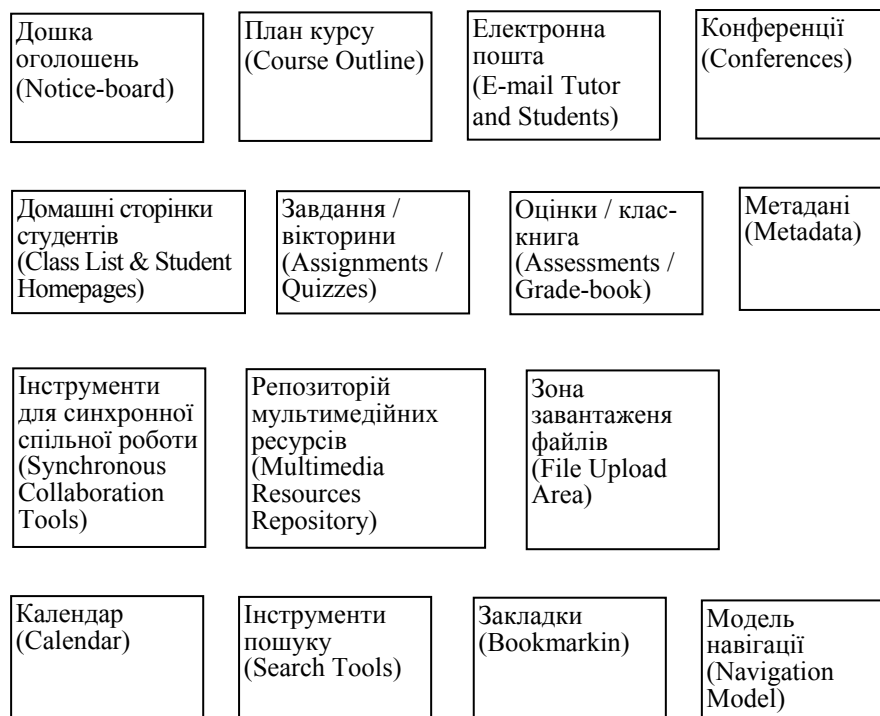 Дошка
оголошень
(Notice-board)
План курсу
(Course Outline)
Електронна
пошта
(E-mail Tutor
and Students)
Конференції
(Conferences)
Домашні сторінки
студентів
(Class List & Student
Homepages)
Завдання /
вікторини
(Assignments /
Quizzes)
Оцінки / клас-
книга
(Assessments /
Grade-book)
Метадані
(Metadata)
Інструменти
для синхронної
спільної роботи
(Synchronous
Collaboration
Tools)
Репозиторій
мультимедійних
ресурсів
(Multimedia
Resources
Repository)
Зона
завантаженя
файлів
(File Upload
Area)
Календар
(Calendar)
Інструменти
пошуку
(Search Tools)
Закладки
(Bookmarkin)
Модель
навігації
(Navigation
Model)